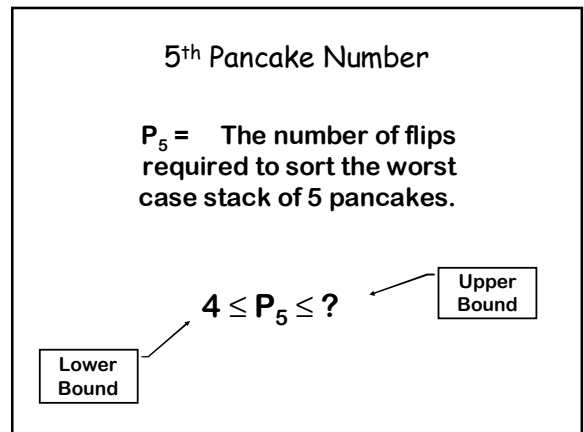 5th Pancake Number
P5 = The number of flips
required to sort the worst
case stack of 5 pancakes.
4 ≤ P5 ≤ ?
Upper
Bound
Lower
Bound